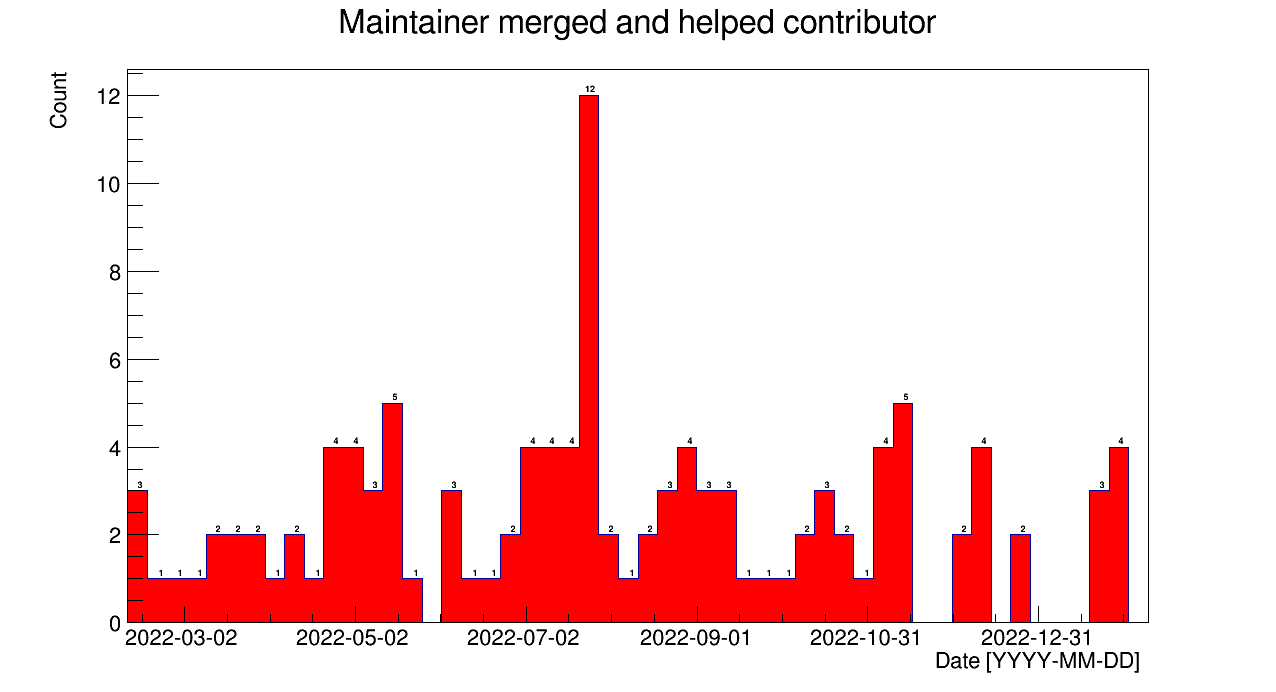 Maintainer merged and helped contributor
Count
12
10
8
6
4
2
0
3 1 1 1 2 2 2 1 2 1 4 4 3 5 1 3 1 1 2 4 4 4 12 2 1 2 3 4 3 3 1 1 1 2 3 2 1 4 5 2 4 2 3 4
2022-03-02 2022-05-02 2022-07-02 2022-09-01 2022-10-31 2022-12-31
Date [YYYY-MM-DD]